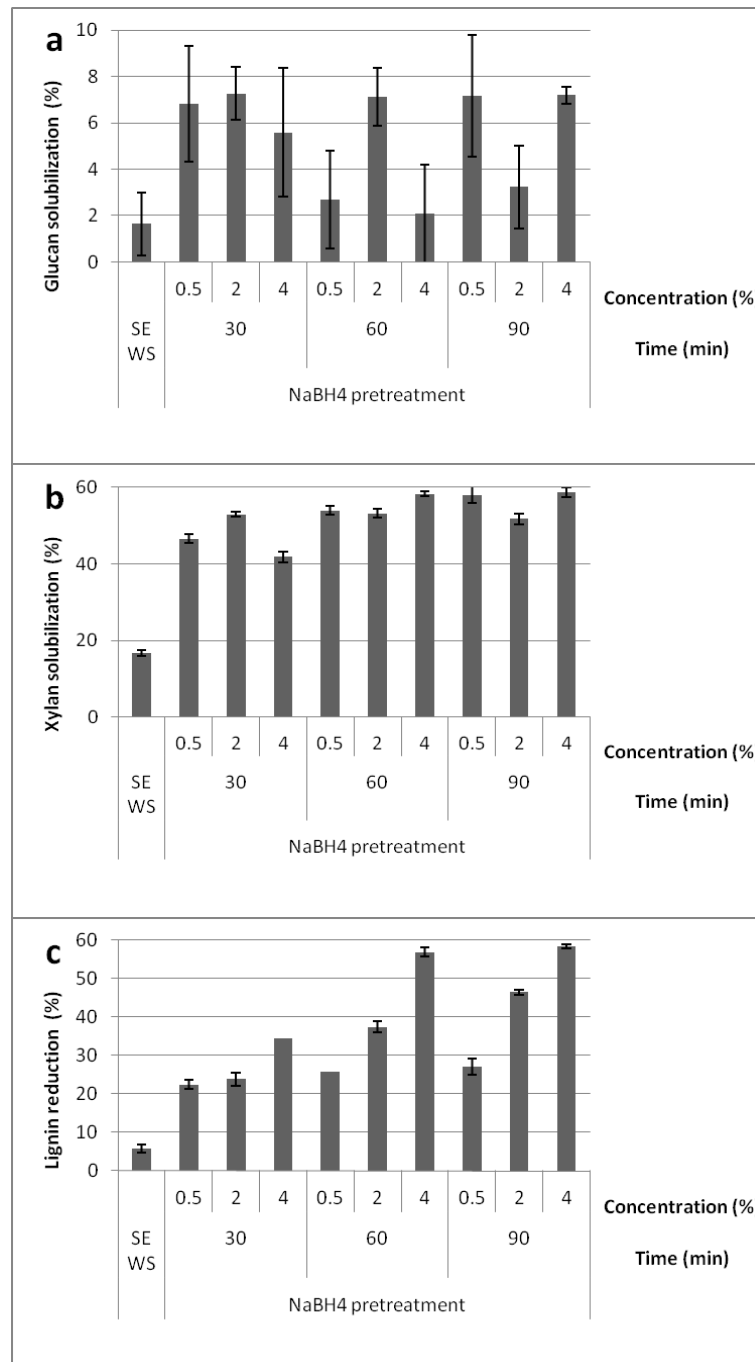 a
Glucan solubilization (%)
10
8
6
4
2
0
0.5 2 4 0.5 2 4 0.5 2 4
Concentration (%
SE WS
30 60 90
Time (min)
NaBH4 pretreatment
b
Xylan solubilization (%)
60
40
20
0
0.5 2 4 0.5 2 4 0.5 2 4
Concentration (%
SE WS
30 60 90
Time (min)
NaBH4 pretreatment
c
Lignin reduction (%)
60
50
40
30
20
10
0
0.5 2 4 0.5 2 4 0.5 2 4
Concentration (%
SE WS
30 60 90
Time (min)
NaBH4 pretreatment